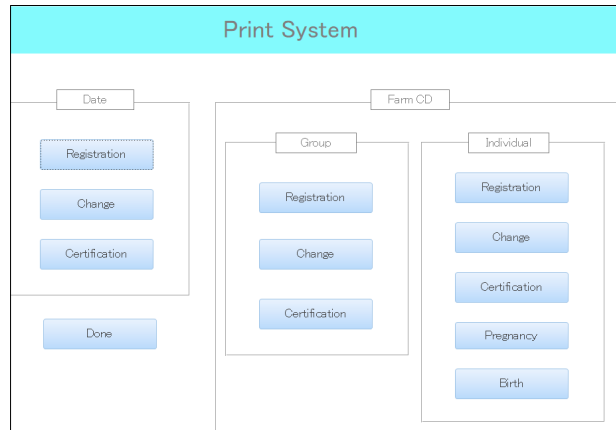 Print System
Date
Registration
Change
Certification
Done
Farm CD
Group
Registration
Change
Certification
Individual
Registration
Change
Certification
Pregnancy
Birth